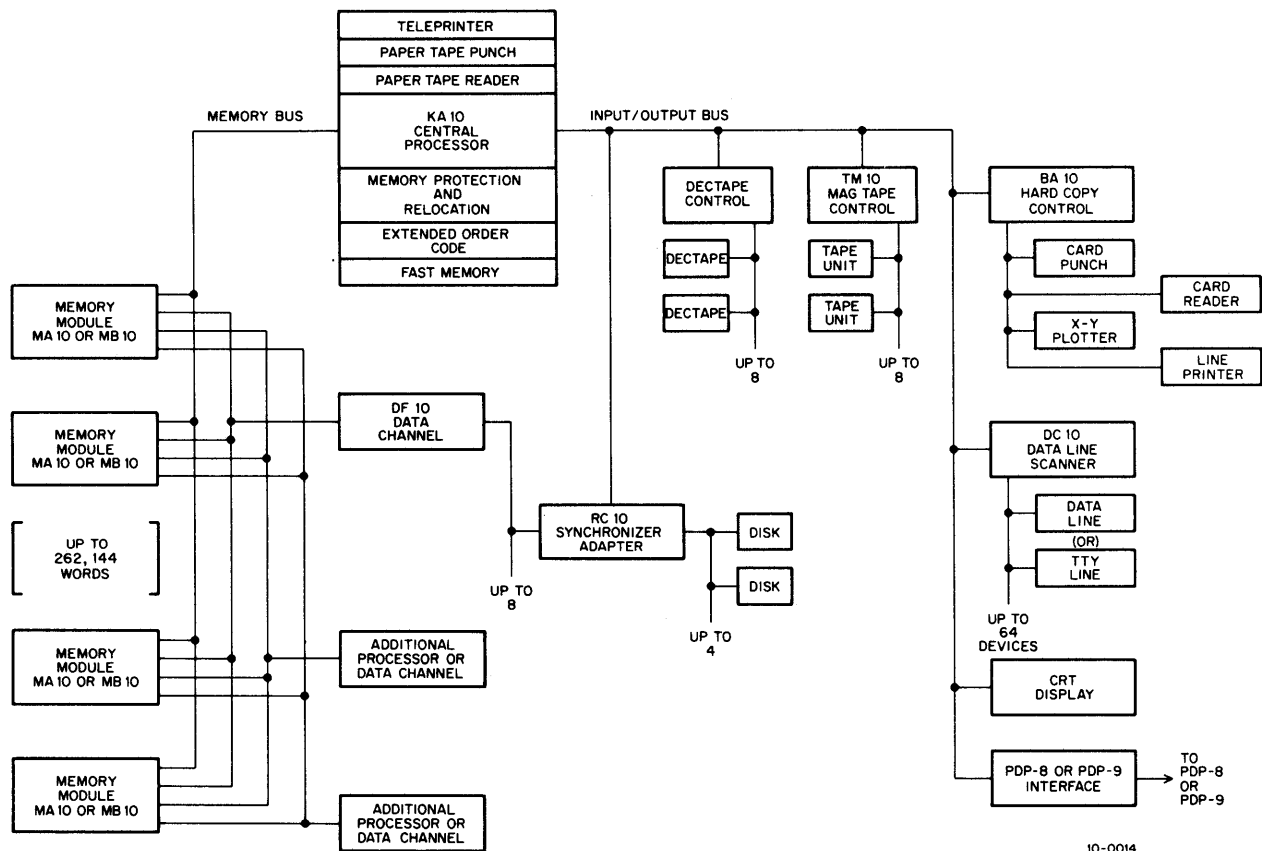 TELEPRINTER
PAPER TAPE PUNCH
PAPER TAPE READER
MEMORY BUS
KA 10
CENTRAL
PROCESSOR
INPUT/OUTPUT BUS
MEMORY PROTECTION
AND
RELOCATION
EXTENDED ORDER
CODE
FAST MEMORY
DECTAPE
CONTROL
DECTAPE
DECTAPE
UP TO
8
TM 10
MAG TAPE
CONTROL
TAPE
UNIT
TAPE
UNIT
UP TO
8
BA 10
HARD COPY
CONTROL
CARD
PUNCH
CARD
READER
X-Y
PLOTTER
LINE
PRINTER
MEMORY
MODULE
MA 10 OR MB 10
MEMORY
MODULE
MA 10 OR MB 10
UP TO
262, 144
WORDS
MEMORY
MODULE
MA 10 OR MB 10
MEMORY
MODULE
MA 10 OR MB 10
DF 10
DATA
CHANNEL
UP TO
8
RC 10
SYNCHRONIZER
ADAPTER
DISK
DISK
UP TO
4
ADDITIONAL
PROCESSOR OR
DATA CHANNEL
ADDITIONAL
PROCESSOR OR
DATA CHANNEL
DC 10
DATA LINE
SCANNER
DATA
LINE
(OR)
TTY
LINE
UP TO
64
DEVICES
CRT
DISPLAY
PDP-8 OR PDP-9
INTERFACE
TO
PDP-8
OR
PDP-9
10-0014